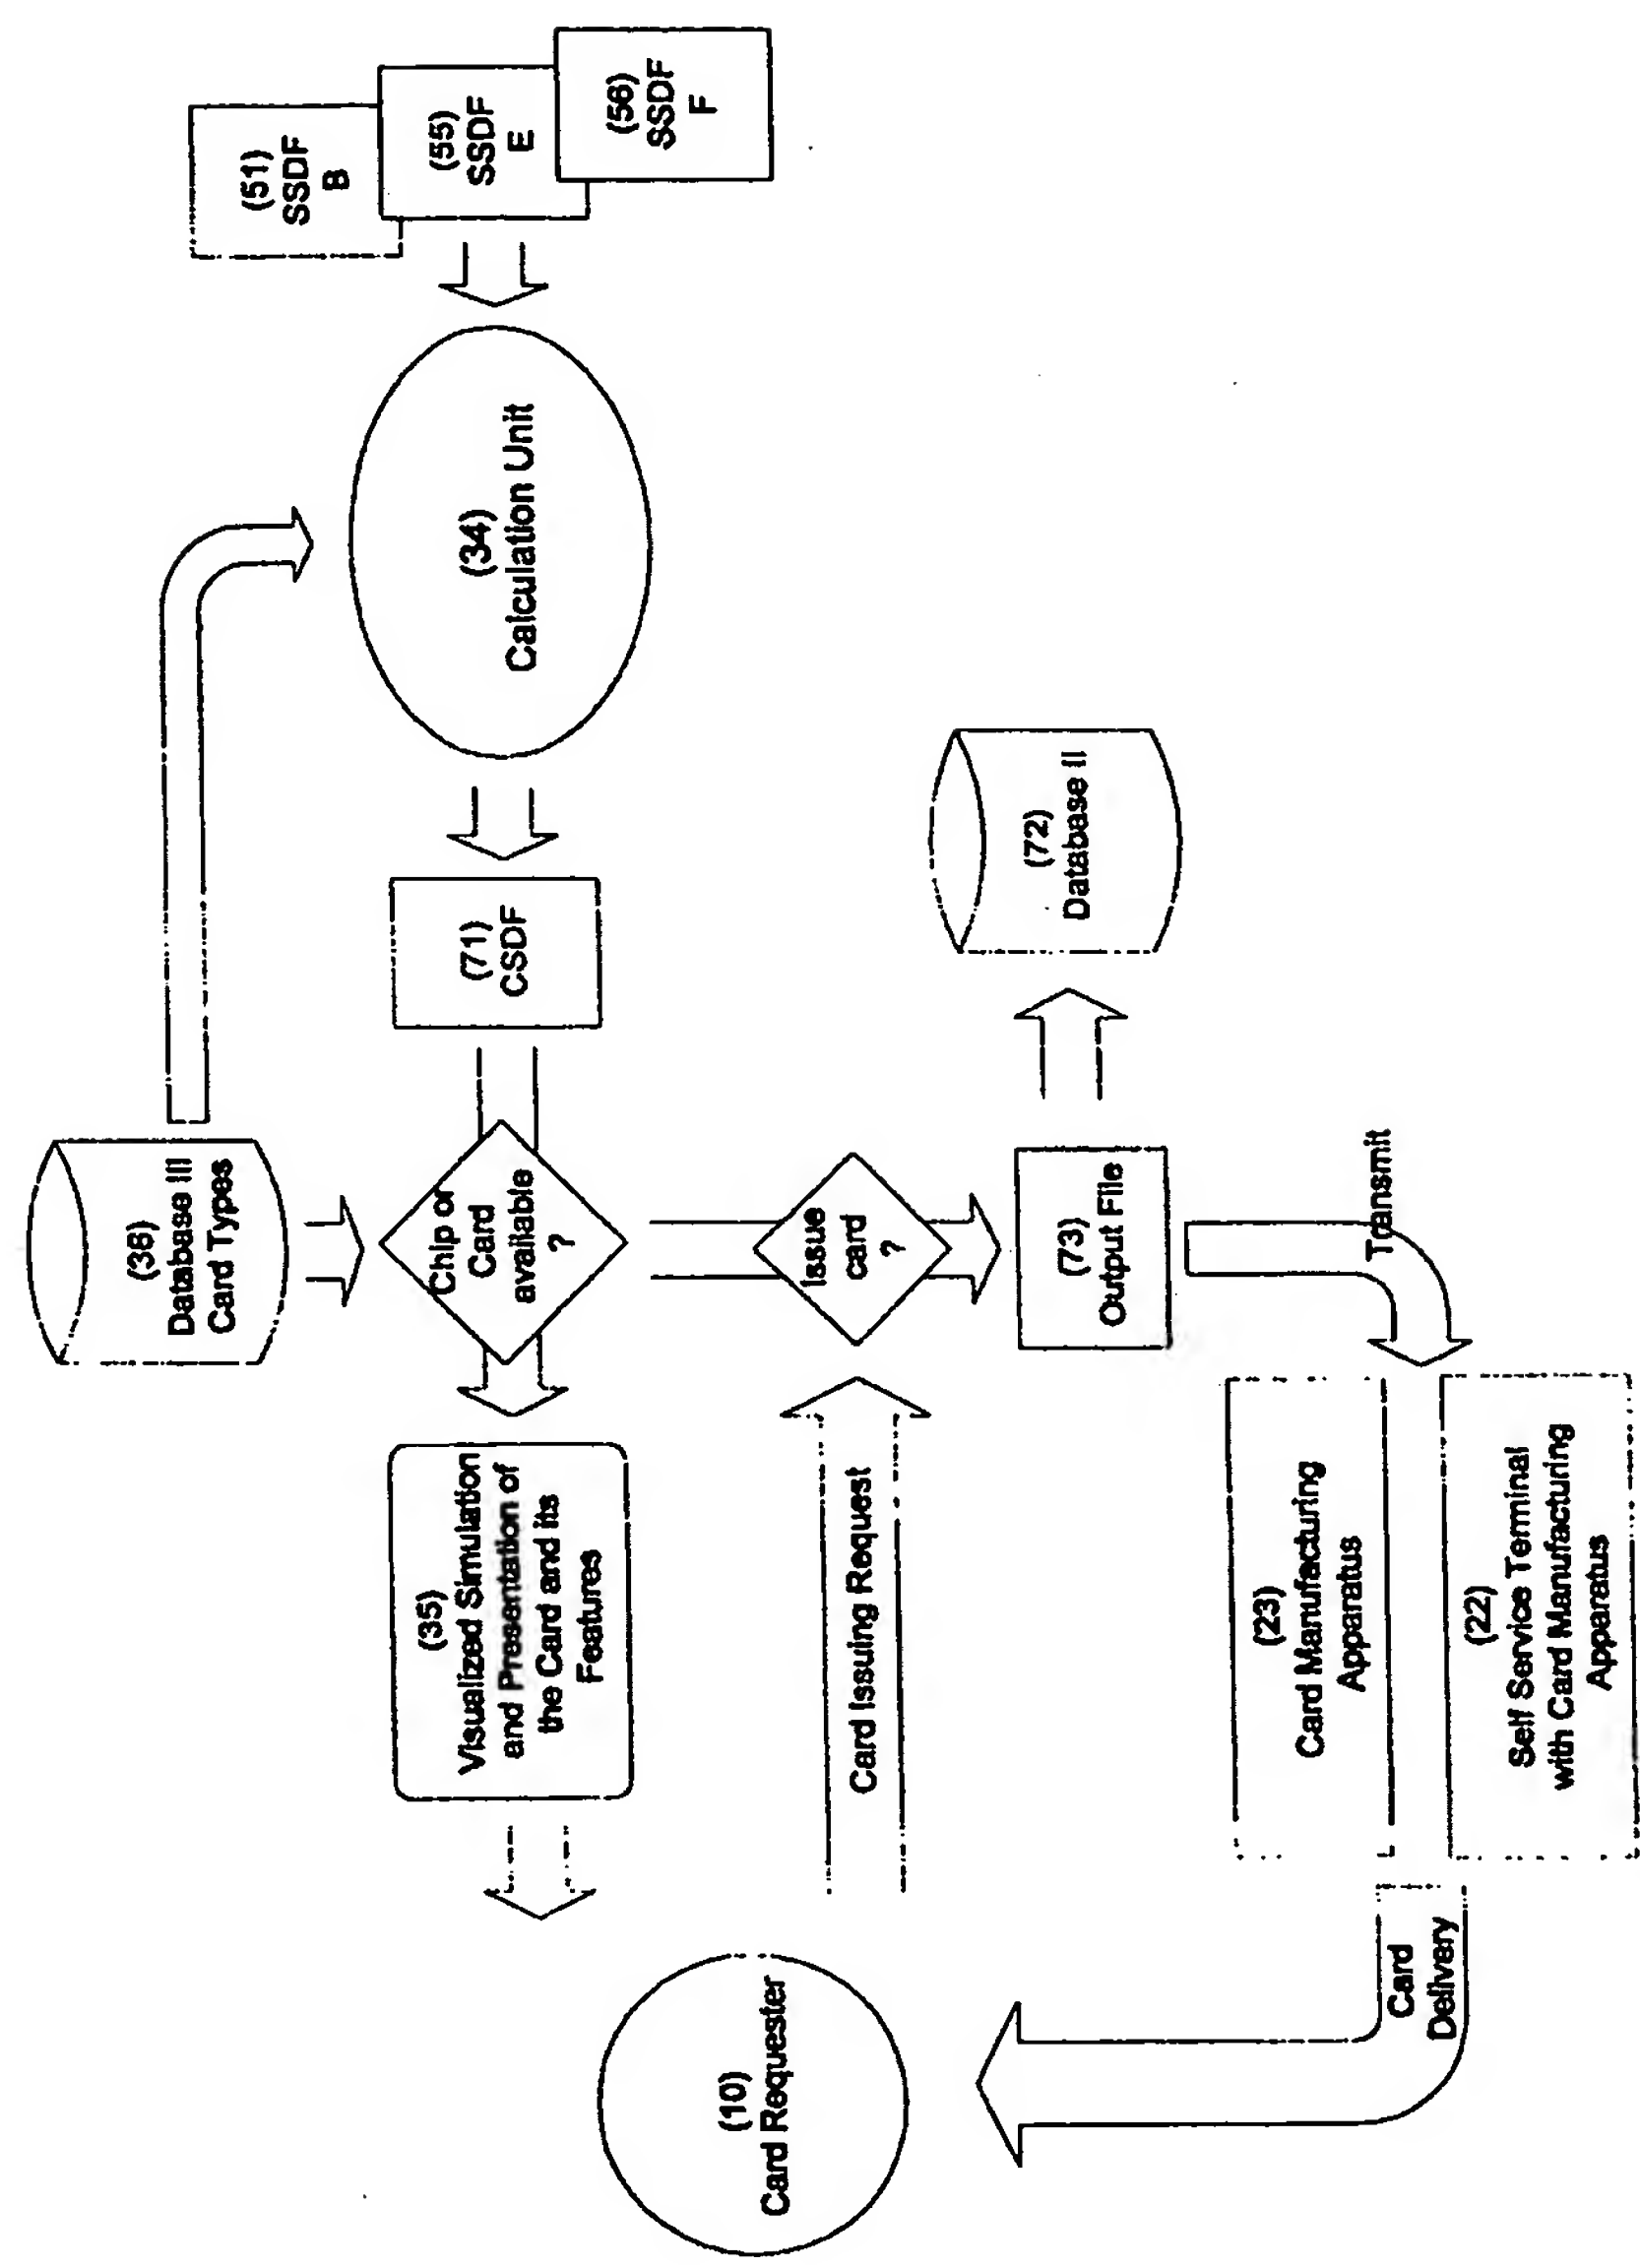 (36)
Database III
Card Types
(51)
SSDF
B
(55)
SSDF
E
(56)
SSDF
F
(34)
Calculation Unit
(71)
CSDF
Chip or
Card
available
?
(35)
Visualized Simulation
and Presentation of
the Card and its
Features
(10)
Card Requester
Card Issuing Request
Issue
card
?
(73)
Output File
(72)
Database II
Transmit
(23)
Card Manufacturing
Apparatus
(22)
Self Service Terminal
with Card Manufacturing
Apparatus
Card
Delivery